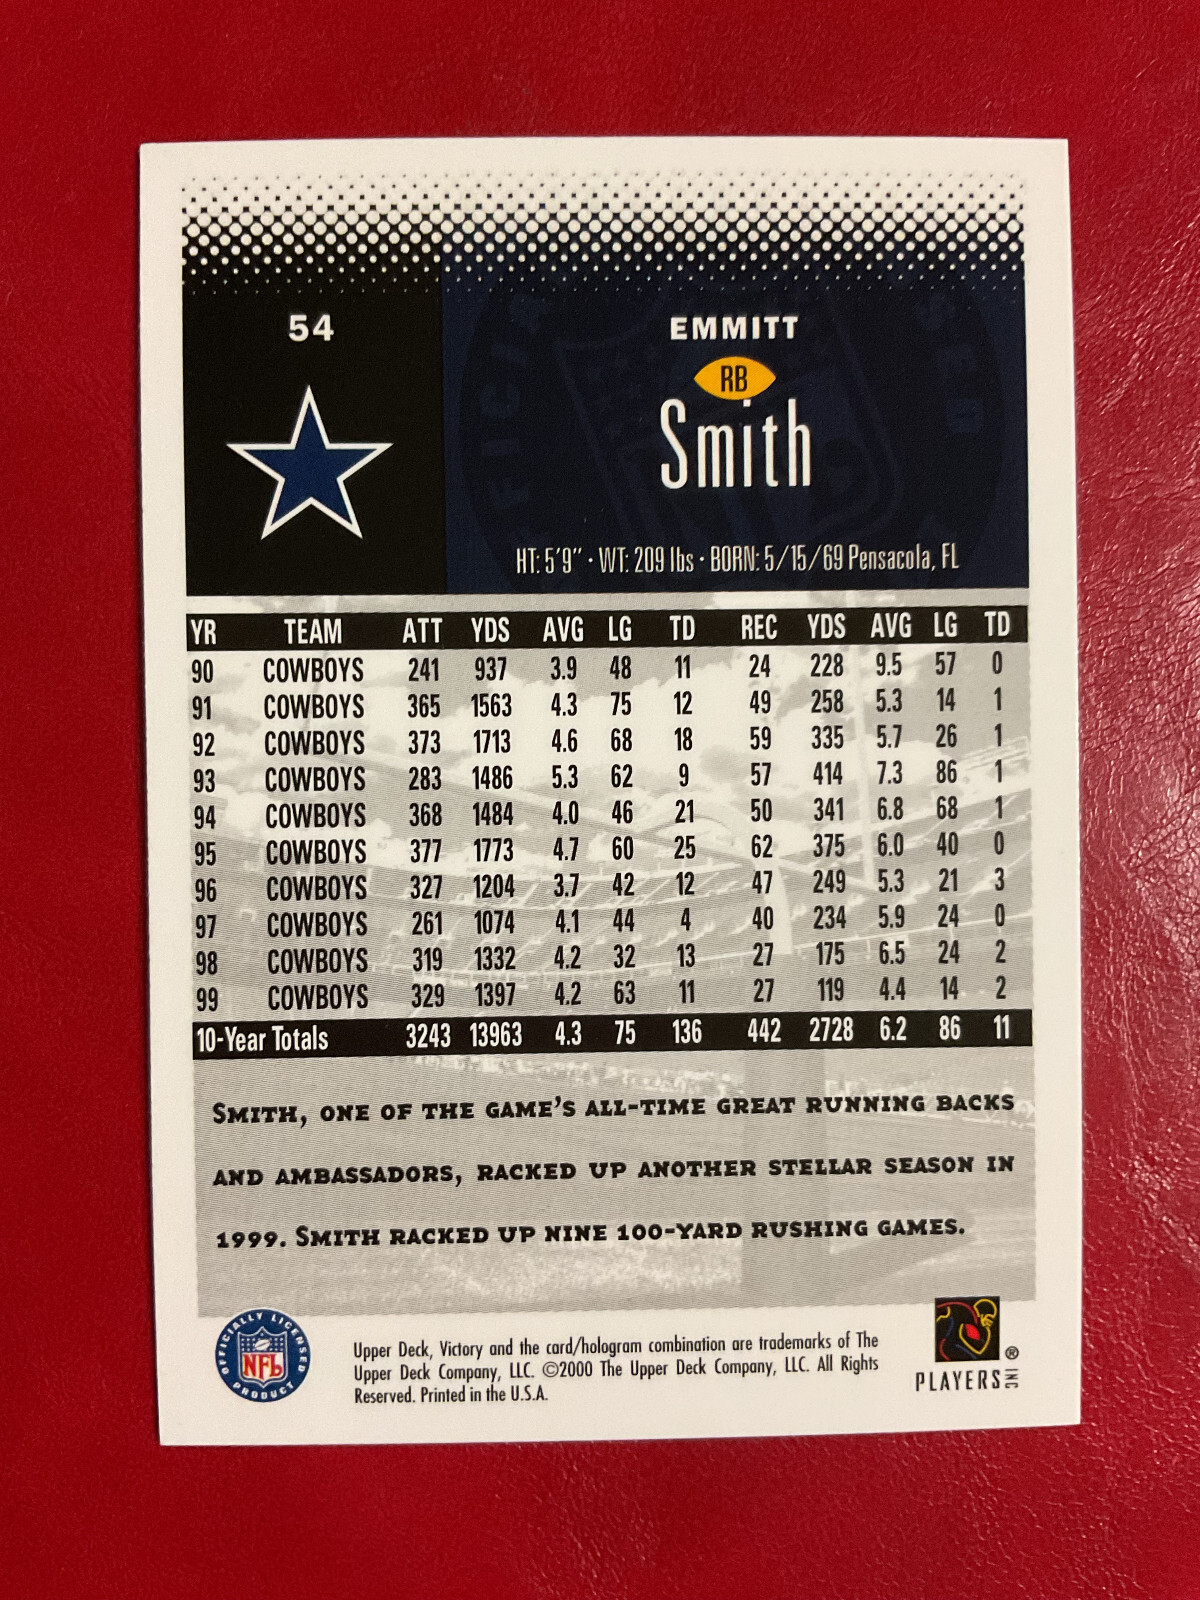 54
EMMITT
RB
Smith
HT: 5'9" · WT: 209 lbs · BORN: 5/15/69 Pensacola, FL
YR TEAM ATT YDS AVG LG TD REC YDS AVG LG TD
90 COWBOYS 241 937 3.9 48 11 24 228 9.5 57 0
91 COWBOYS 365 1563 4.3 75 12 49 258 5.3 14 1
92 COWBOYS 373 1713 4.6 68 18 59 335 5.7 26 1
93 COWBOYS 283 1486 5.3 62 9 57 414 7.3 86 1
94 COWBOYS 368 1484 4.0 46 21 50 341 6.8 68 1
95 COWBOYS 377 1773 4.7 60 25 62 375 6.0 40 0
96 COWBOYS 327 1204 3.7 42 12 47 249 5.3 21 3
97 COWBOYS 261 1074 4.1 44 4 40 234 5.9 24 0
98 COWBOYS 319 1332 4.2 32 13 27 175 6.5 24 2
99 COWBOYS 329 1397 4.2 63 11 27 119 4.4 14 2
10-Year Totals 3243 13963 4.3 75 136 442 2728 6.2 86 11
SMITH, ONE OF THE GAME'S ALL-TIME GREAT RUNNING BACKS
AND AMBASSADORS, RACKED UP ANOTHER STELLAR SEASON IN
1999. SMITH RACKED UP NINE 100-YARD RUSHING GAMES.
OFFICIALLY LICENSED
NFL
PRODUCT
Upper Deck, Victory and the card/hologram combination are trademarks of The
Upper Deck Company, LLC. ©2000 The Upper Deck Company, LLC. All Rights
Reserved. Printed in the U.S.A.
®
PLAYERS INC